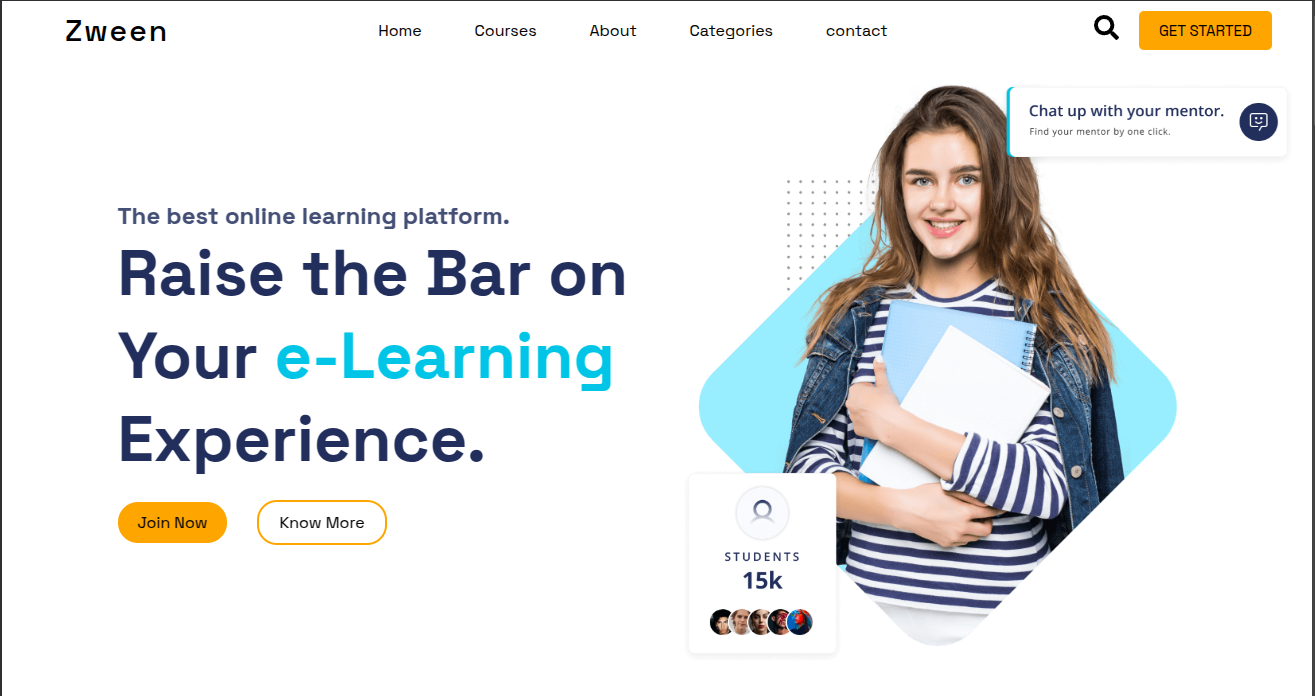 Zween
Home
Courses
About
Categories
contact
GET STARTED
Chat up with your mentor.
Find your mentor by one click.
The best online learning platform.
Raise the Bar on
Your e-Learning
Experience.
Join Now
Know More
STUDENTS
15k